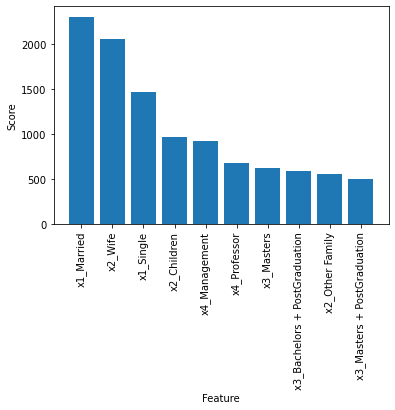 2000
1500
1000
500
0
Score
x1_Married
x2_Wife
x1_Single
x2_Children
x4_Management
x4_Professor
x3_Masters
x3_Bachelors + PostGraduation
x2_Other Family
x3_Masters + PostGraduation
Feature